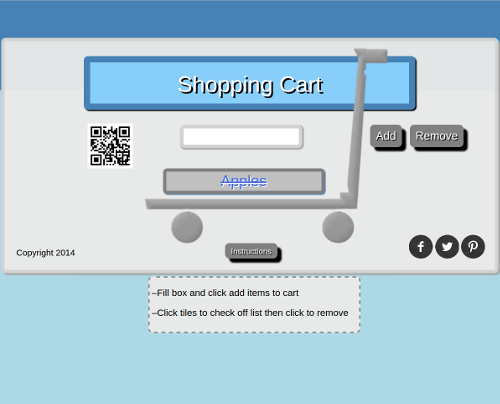 Shopping Cart
Add
Remove
Apples
Copyright 2014
Instructions
–Fill box and click add items to cart
–Click tiles to check off list then click to remove